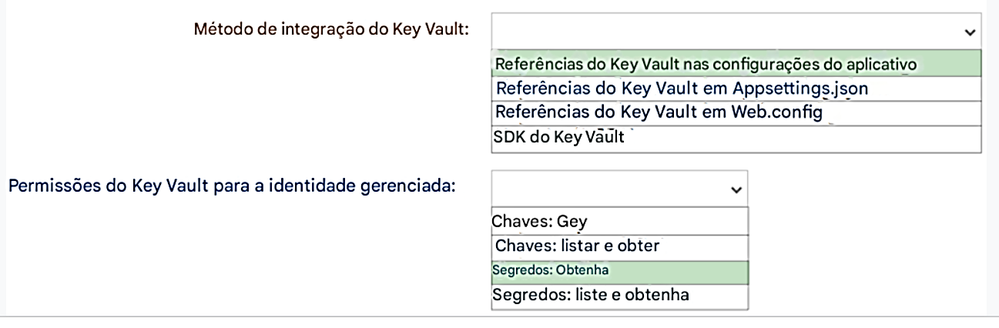 Método de integração do Key Vault:
Referências do Key Vault nas configurações do aplicativo
Referências do Key Vault em Appsettings.json
Referências do Key Vault em Web.config
SDK do Key Vault
Permissões do Key Vault para a identidade gerenciada:
Chaves: Gey
Chaves: listar e obter
Segredos: Obtenha
Segredos: liste e obtenha